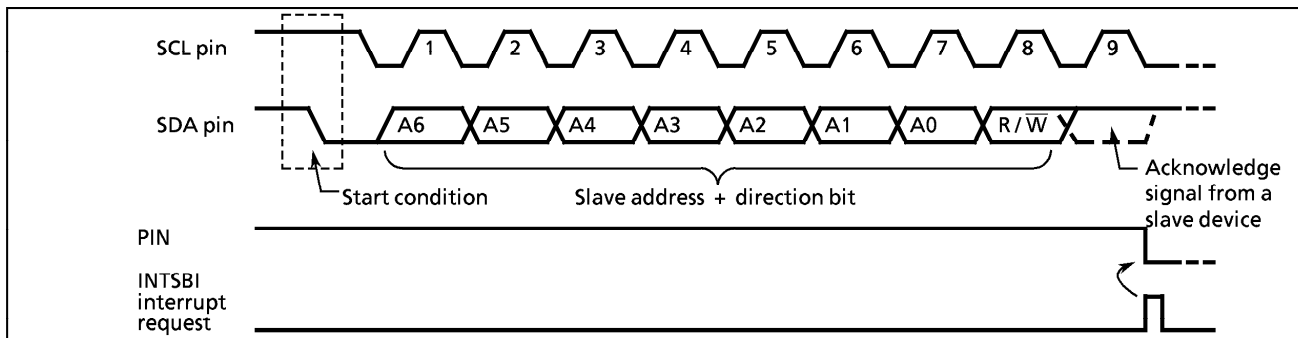 SCL pin
1 2 3 4 5 6 7 8 9
SDA pin
A6 A5 A4 A3 A2 A1 A0 R / W̅
Start condition
Slave address + direction bit
Acknowledge
signal from a
slave device
PIN
INTSBI
interrupt
request